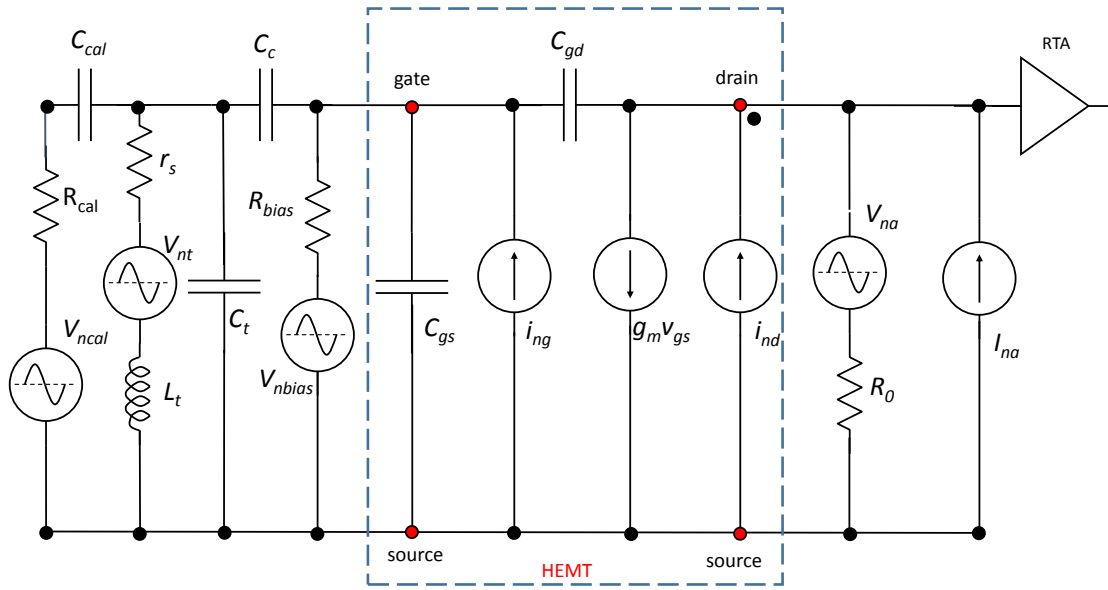 C_cal
C_c
C_gd
RTA
gate
drain
r_s
R_cal
R_bias
V_nt
V_na
C_t
C_gs
i_ng
g_m v_gs
i_nd
I_na
V_ncal
V_nbias
L_t
R_0
source
source
HEMT